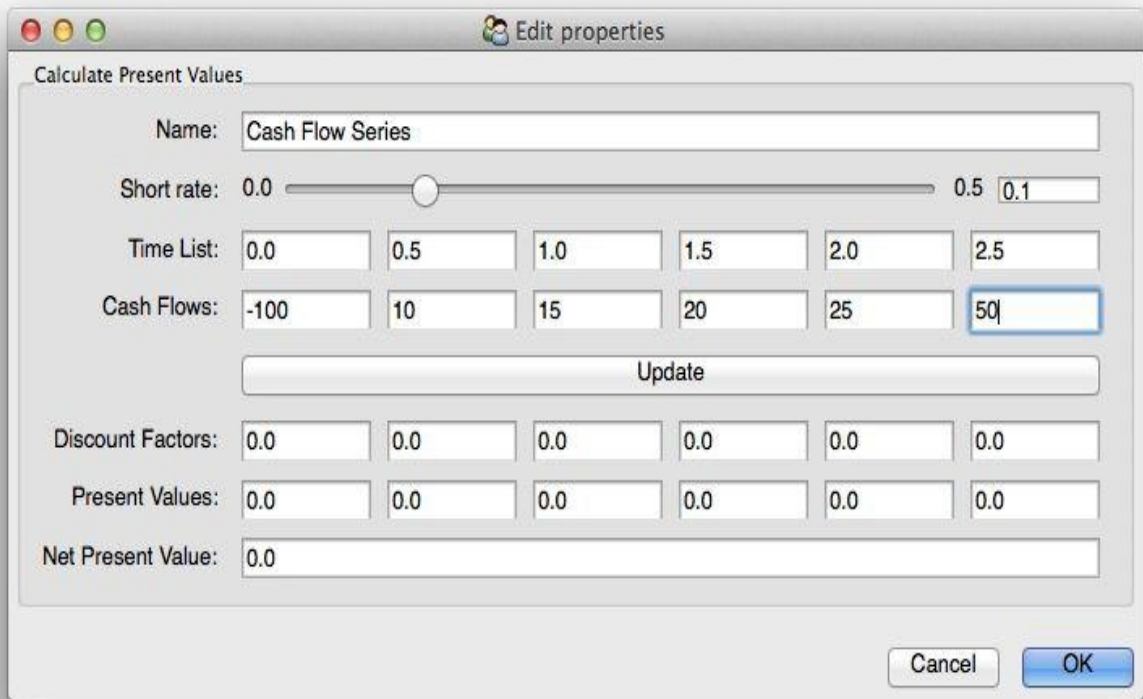 Edit properties
Calculate Present Values
Name: Cash Flow Series
Short rate: 0.0 0.5 0.1
Time List: 0.0 0.5 1.0 1.5 2.0 2.5
Cash Flows: -100 10 15 20 25 50
Update
Discount Factors: 0.0 0.0 0.0 0.0 0.0 0.0
Present Values: 0.0 0.0 0.0 0.0 0.0 0.0
Net Present Value: 0.0
Cancel OK